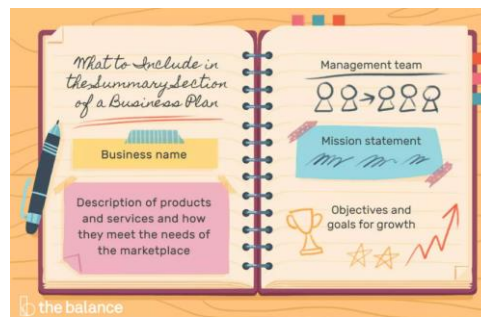 What to Include in
the Summary Section
of a Business Plan
Business name
Description of products
and services and how
they meet the needs of
the marketplace
Management team
Mission statement
Objectives and
goals for growth
the balance